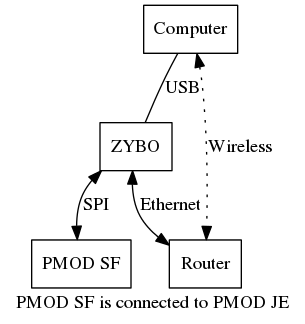 Computer
USB
ZYBO
Wireless
SPI
Ethernet
PMOD SF
Router
PMOD SF is connected to PMOD JE